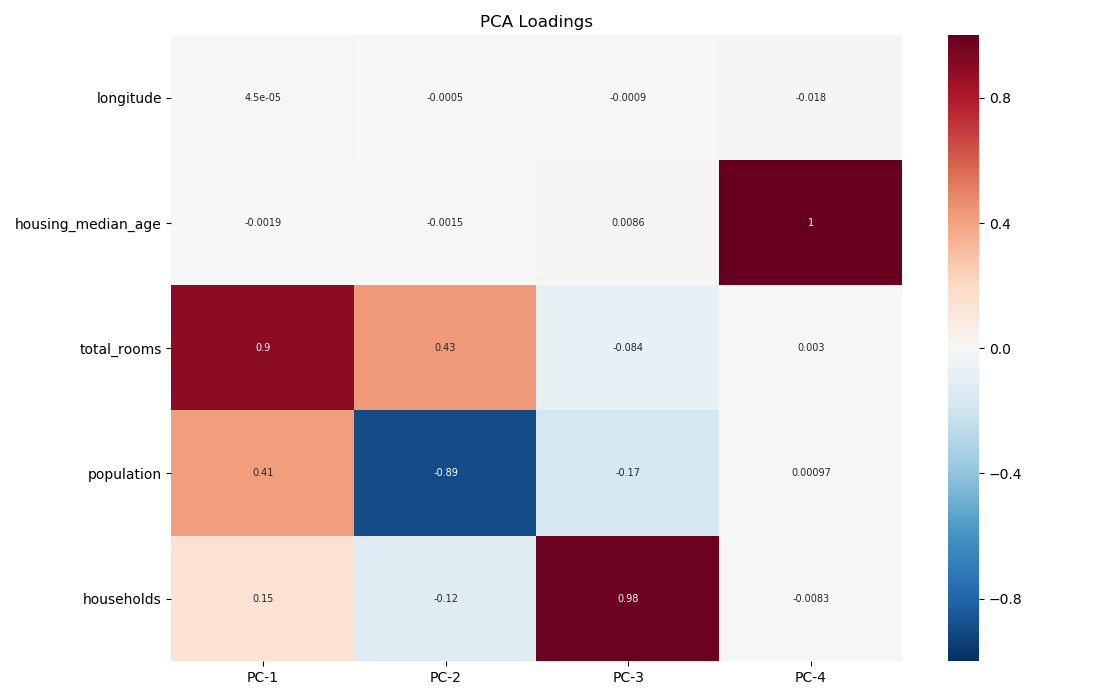 PCA Loadings
longitude 4.5e-05 -0.0005 -0.0009 -0.018
housing_median_age -0.0019 -0.0015 0.0086 1
total_rooms 0.9 0.43 -0.084 0.003
population 0.41 -0.89 -0.17 0.00097
households 0.15 -0.12 0.98 -0.0083
PC-1 PC-2 PC-3 PC-4
0.8
0.4
0.0
−0.4
−0.8